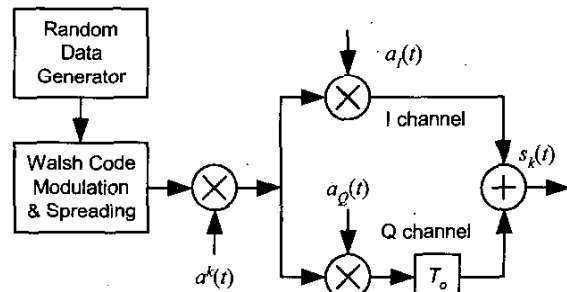 Random
Data
Generator
Walsh Code
Modulation
& Spreading
a^k(t)
a_I(t)
I channel
a_Q(t)
Q channel
T_o
s_k(t)